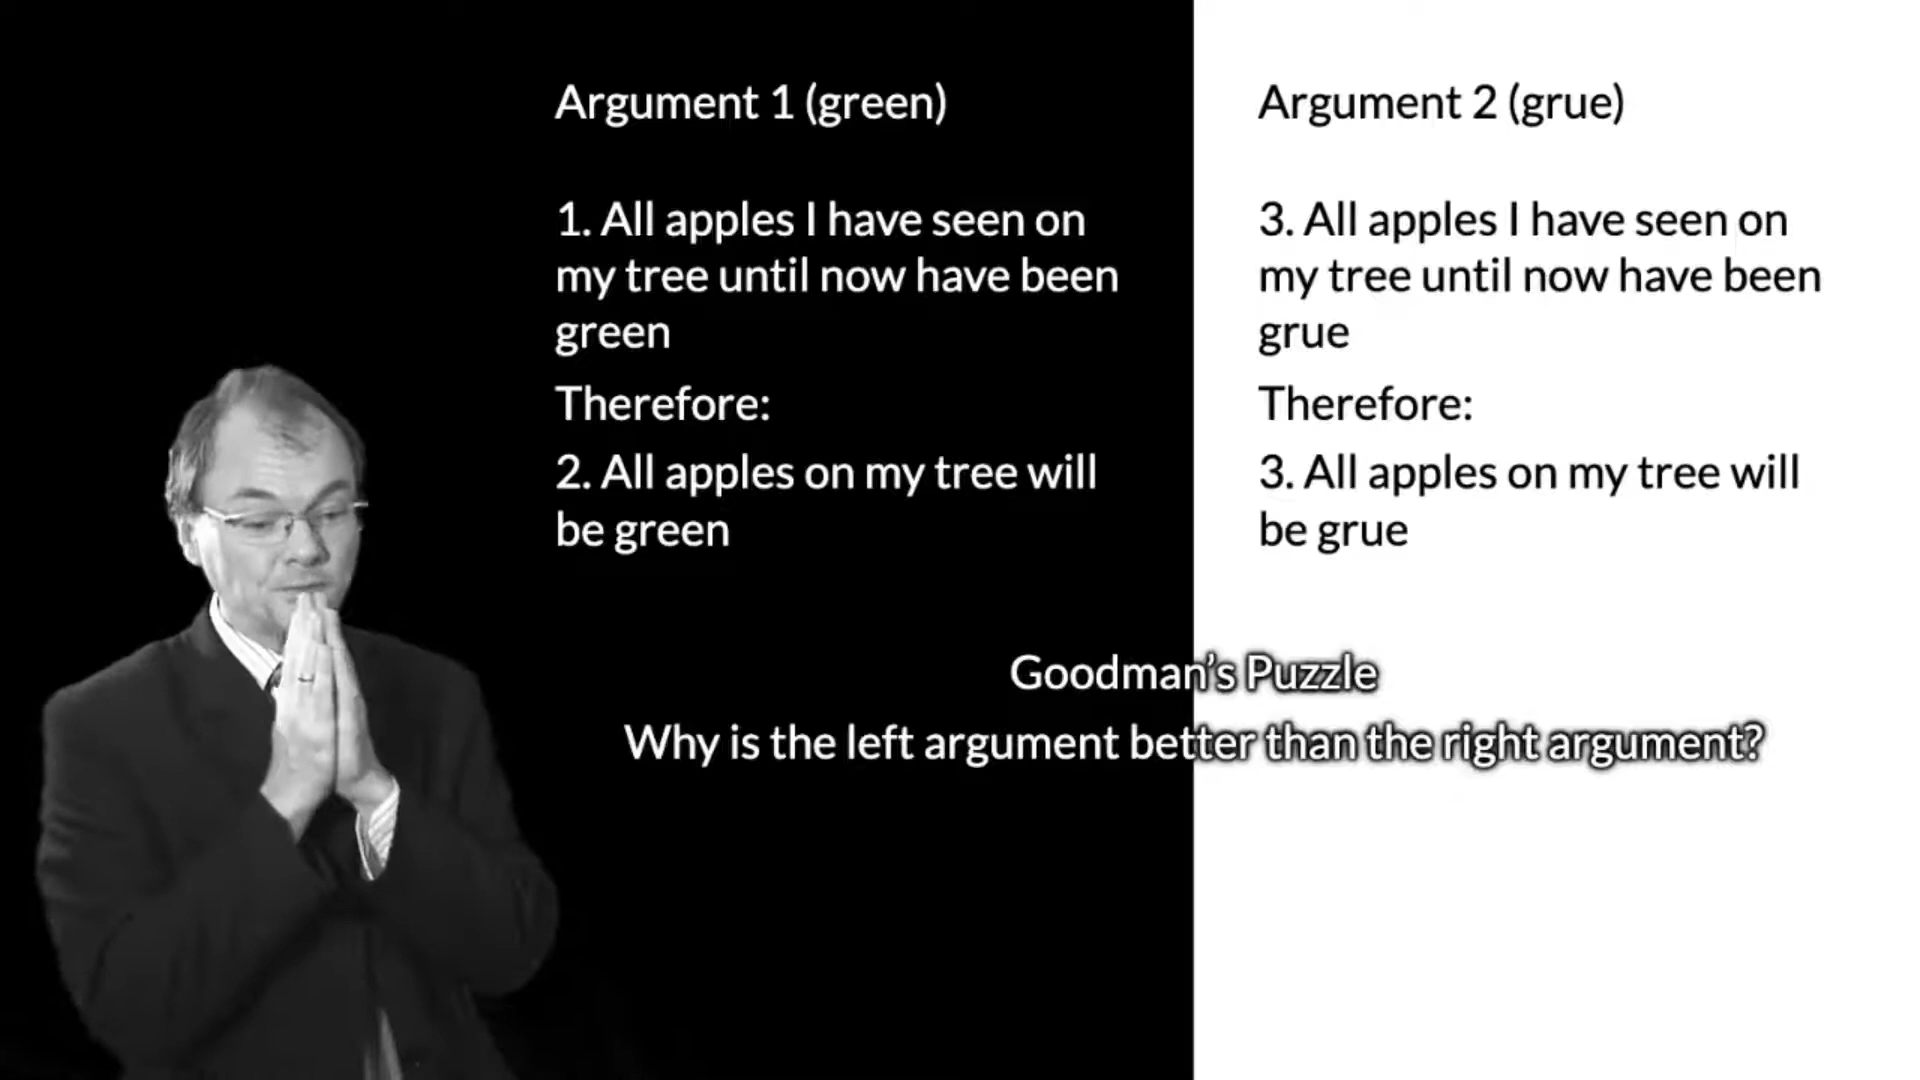 Argument 1 (green)
1. All apples I have seen on
my tree until now have been
green
Therefore:
2. All apples on my tree will
be green
Argument 2 (grue)
3. All apples I have seen on
my tree until now have been
grue
Therefore:
3. All apples on my tree will
be grue
Goodman’s Puzzle
Why is the left argument better than the right argument?